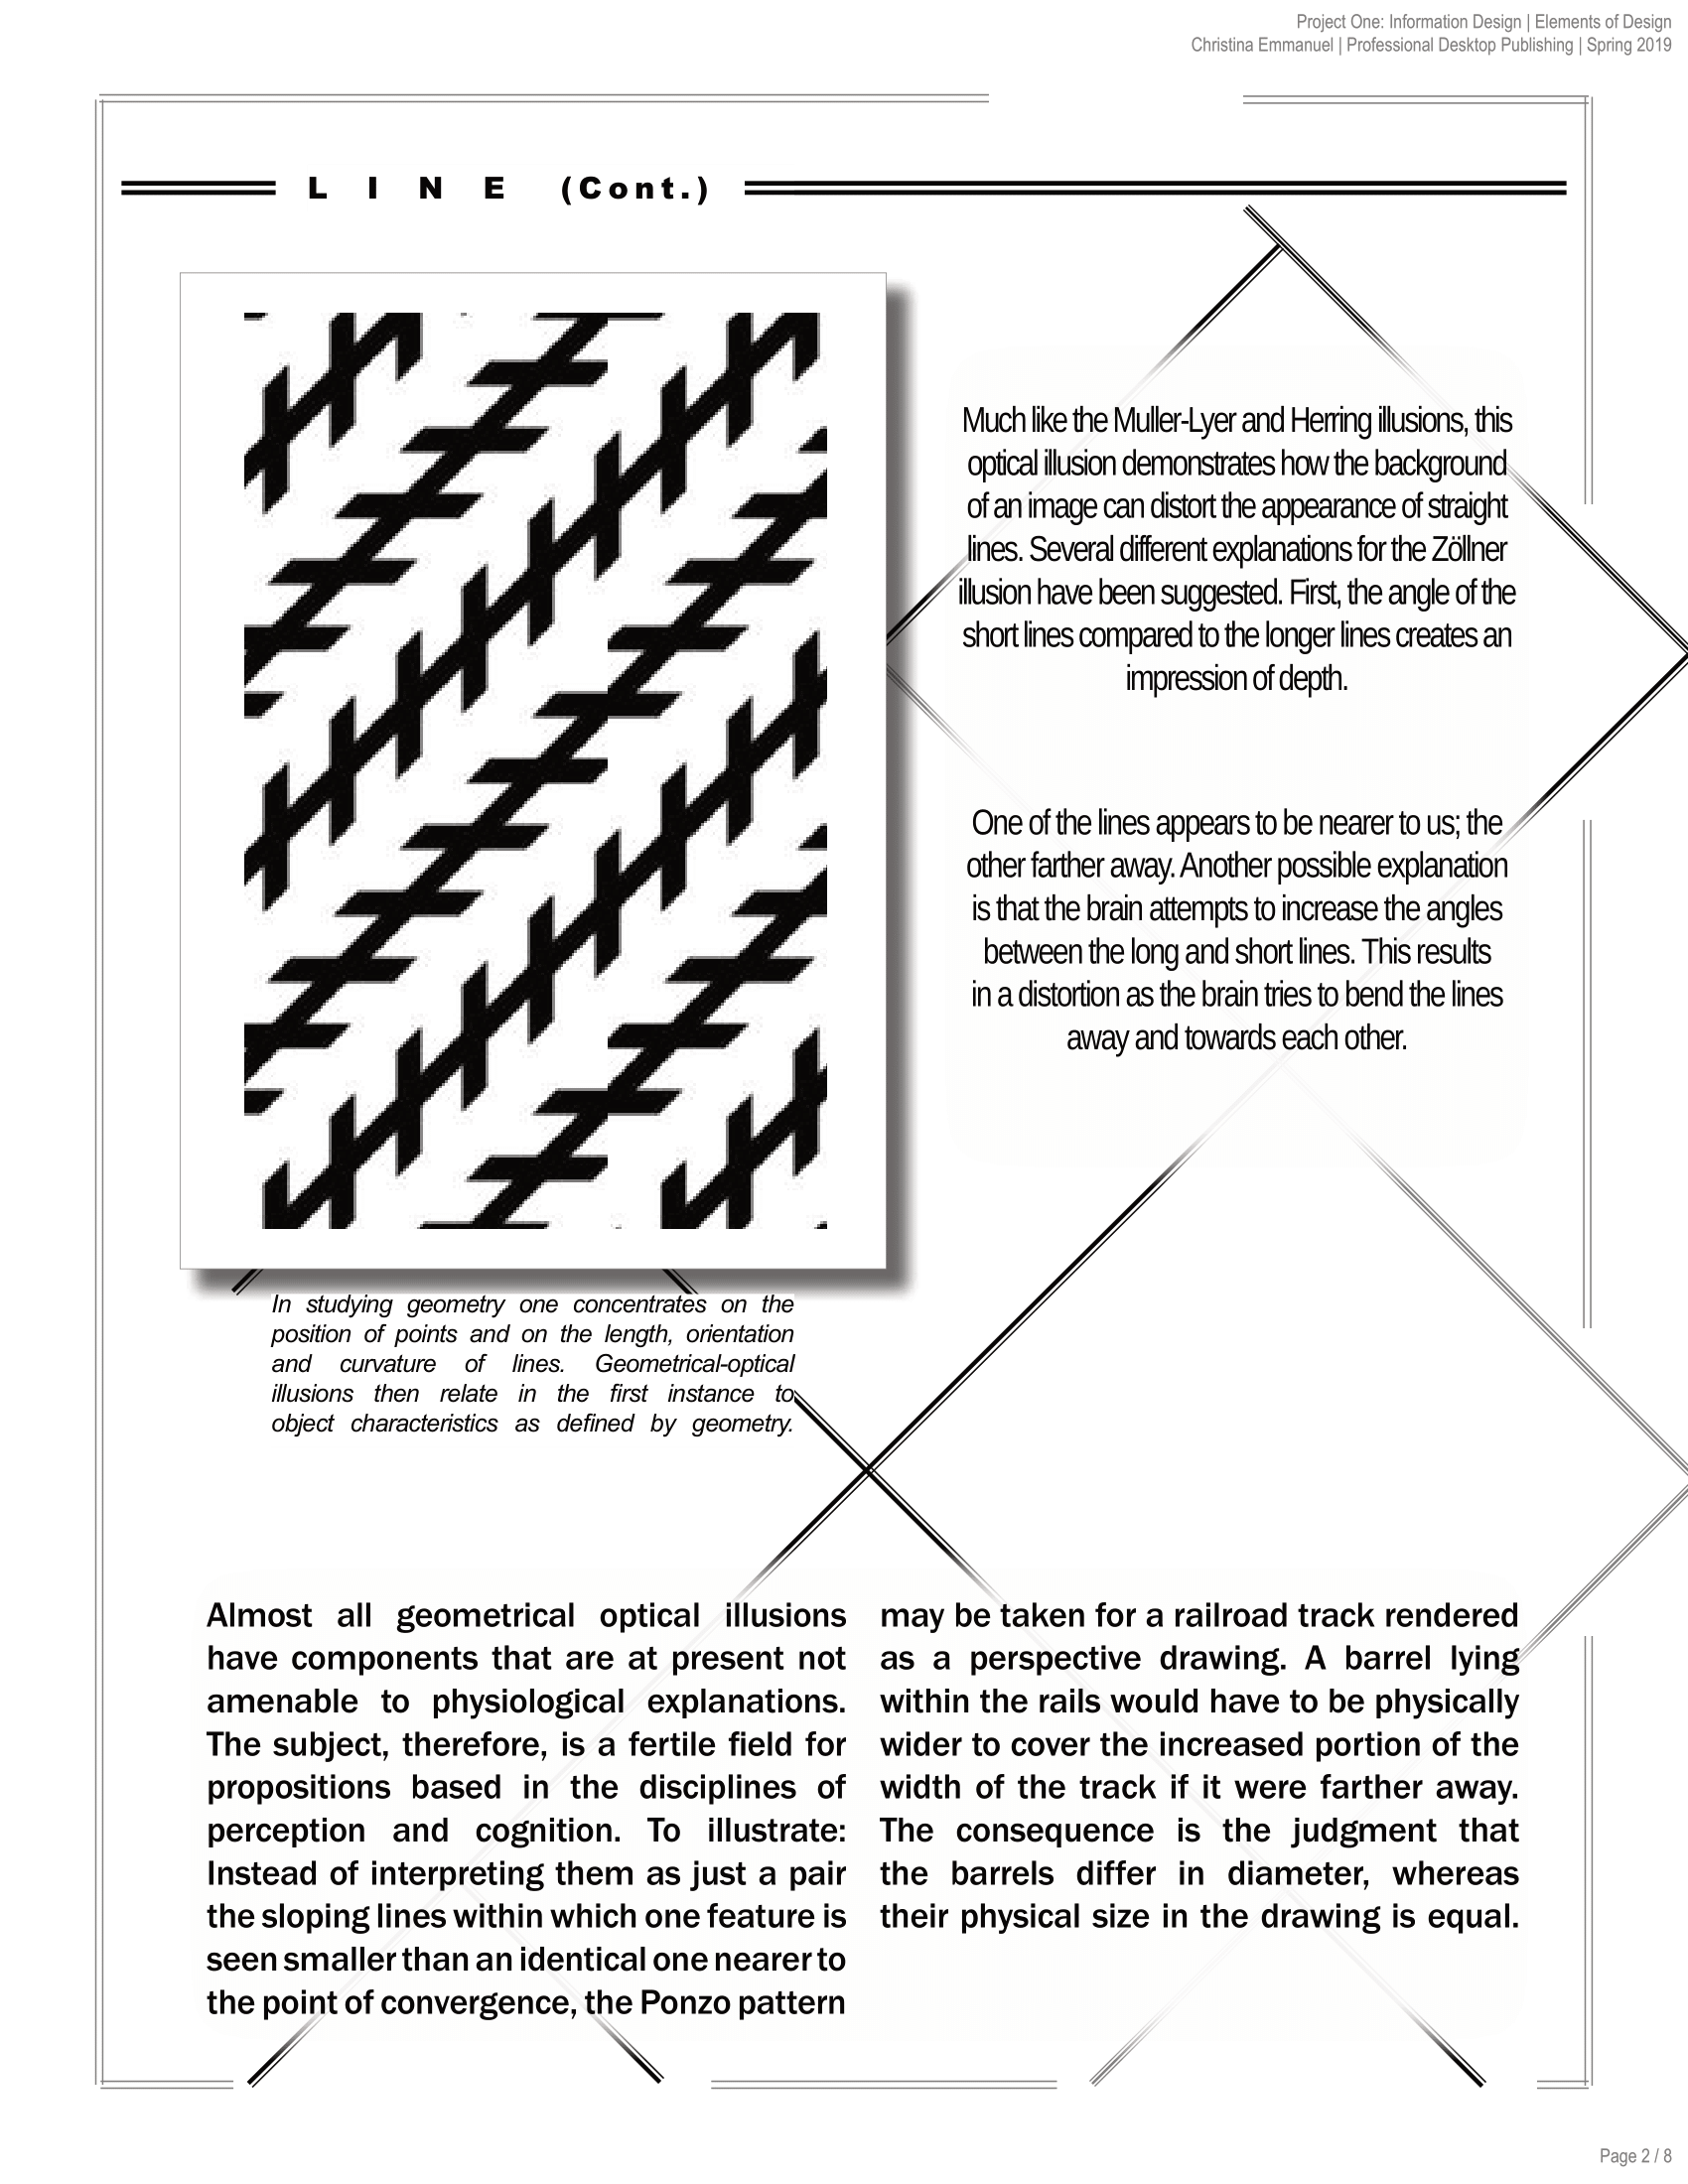 Project One: Information Design | Elements of Design
Christina Emmanuel | Professional Desktop Publishing | Spring 2019
L I N E (Cont.)
Much like the Muller-Lyer and Herring illusions, this
optical illusion demonstrates how the background
of an image can distort the appearance of straight
lines. Several different explanations for the Zöllner
illusion have been suggested. First, the angle of the
short lines compared to the longer lines creates an
impression of depth.
One of the lines appears to be nearer to us; the
other farther away. Another possible explanation
is that the brain attempts to increase the angles
between the long and short lines. This results
in a distortion as the brain tries to bend the lines
away and towards each other.
In studying geometry one concentrates on the
position of points and on the length, orientation
and curvature of lines. Geometrical-optical
illusions then relate in the first instance to
object characteristics as defined by geometry.
Almost all geometrical optical illusions
have components that are at present not
amenable to physiological explanations.
The subject, therefore, is a fertile field for
propositions based in the disciplines of
perception and cognition. To illustrate:
Instead of interpreting them as just a pair
the sloping lines within which one feature is
seen smaller than an identical one nearer to
the point of convergence, the Ponzo pattern
may be taken for a railroad track rendered
as a perspective drawing. A barrel lying
within the rails would have to be physically
wider to cover the increased portion of the
width of the track if it were farther away.
The consequence is the judgment that
the barrels differ in diameter, whereas
their physical size in the drawing is equal.
Page 2 / 8